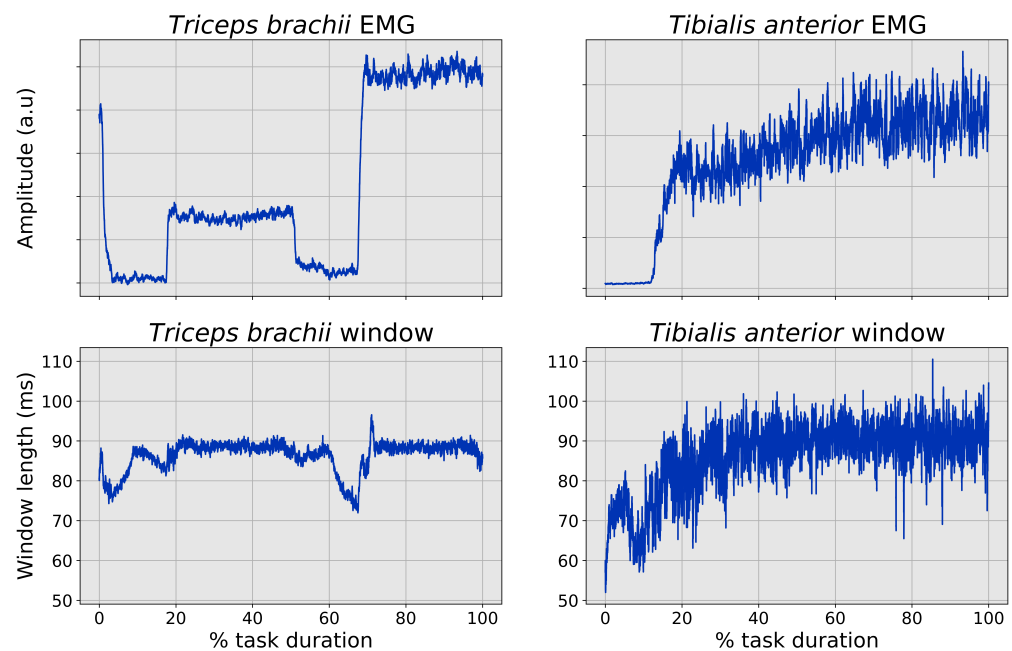 Triceps brachii EMG
Tibialis anterior EMG
Amplitude (a.u)
Triceps brachii window
Tibialis anterior window
Window length (ms)
110
100
90
80
70
60
50
110
100
90
80
70
60
50
0 20 40 60 80 100
0 20 40 60 80 100
% task duration
% task duration